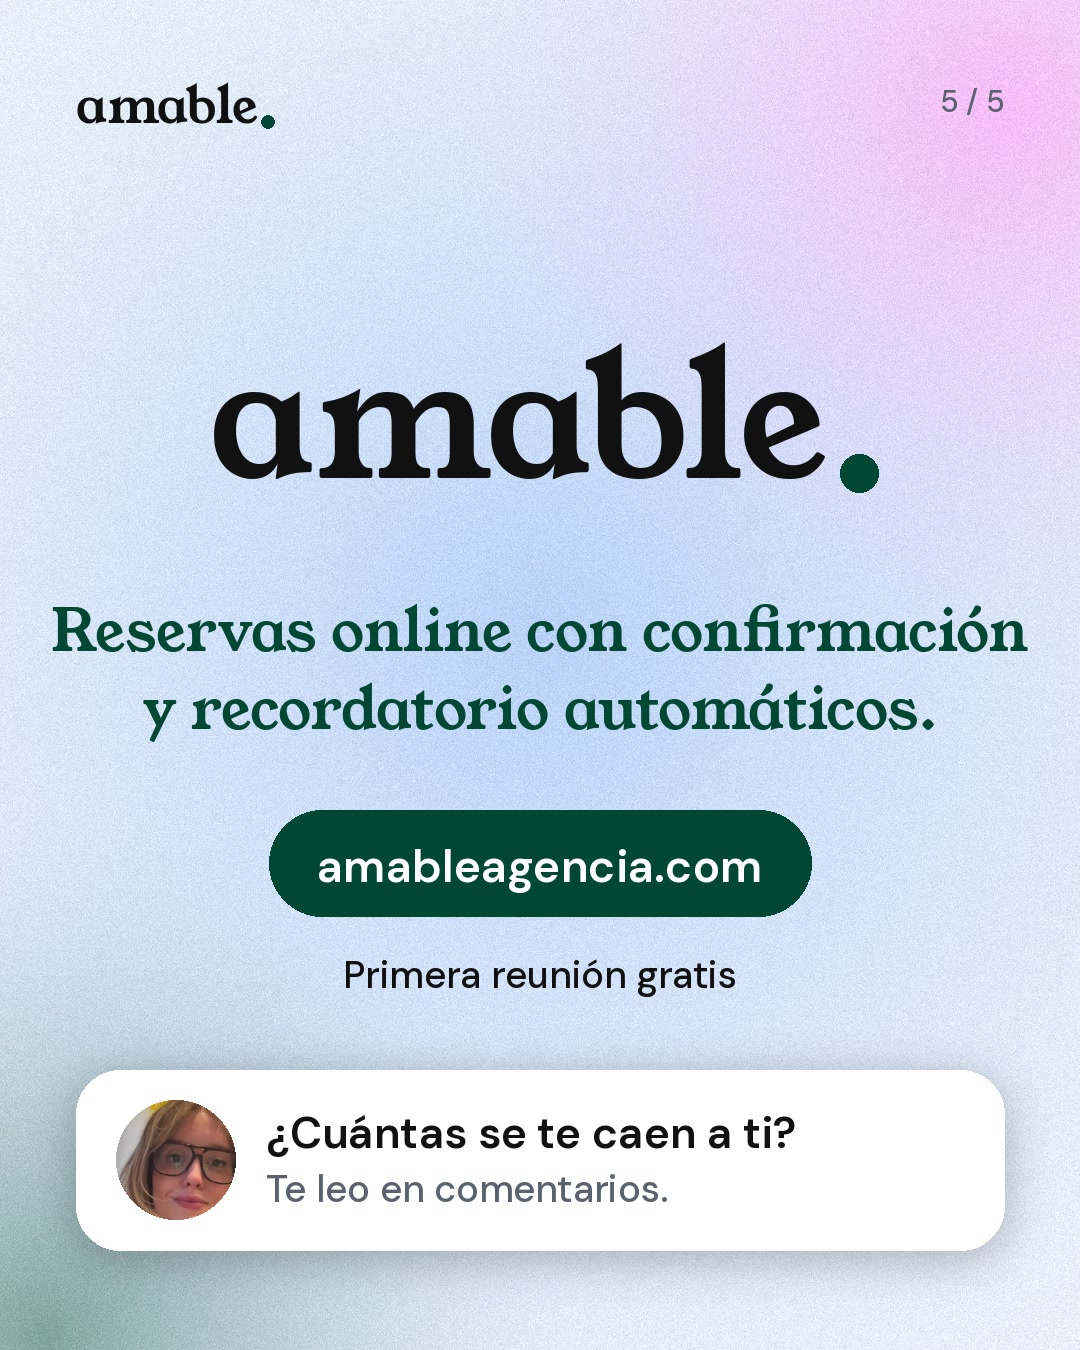 amable.
5 / 5
amable.
Reservas online con confirmación
y recordatorio automáticos.
amableagencia.com
Primera reunión gratis
¿Cuántas se te caen a ti?
Te leo en comentarios.